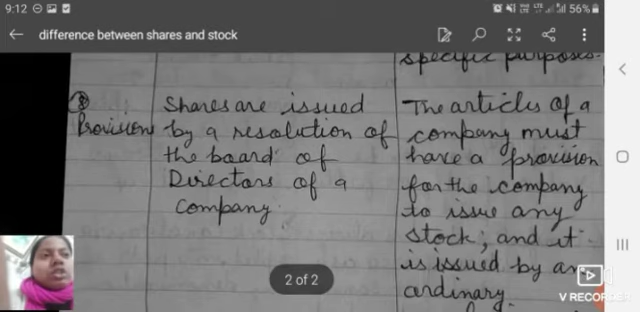 9:12 56%
difference between shares and stock
specific purposes.
③ Provision
Shares are issued
by a resolution of
the board of
Directors of a
company.
The articles of a
company must
have a provision
for the company
to issue any
stock; and it
is issued by an
ordinary
2 of 2
V RECORDER